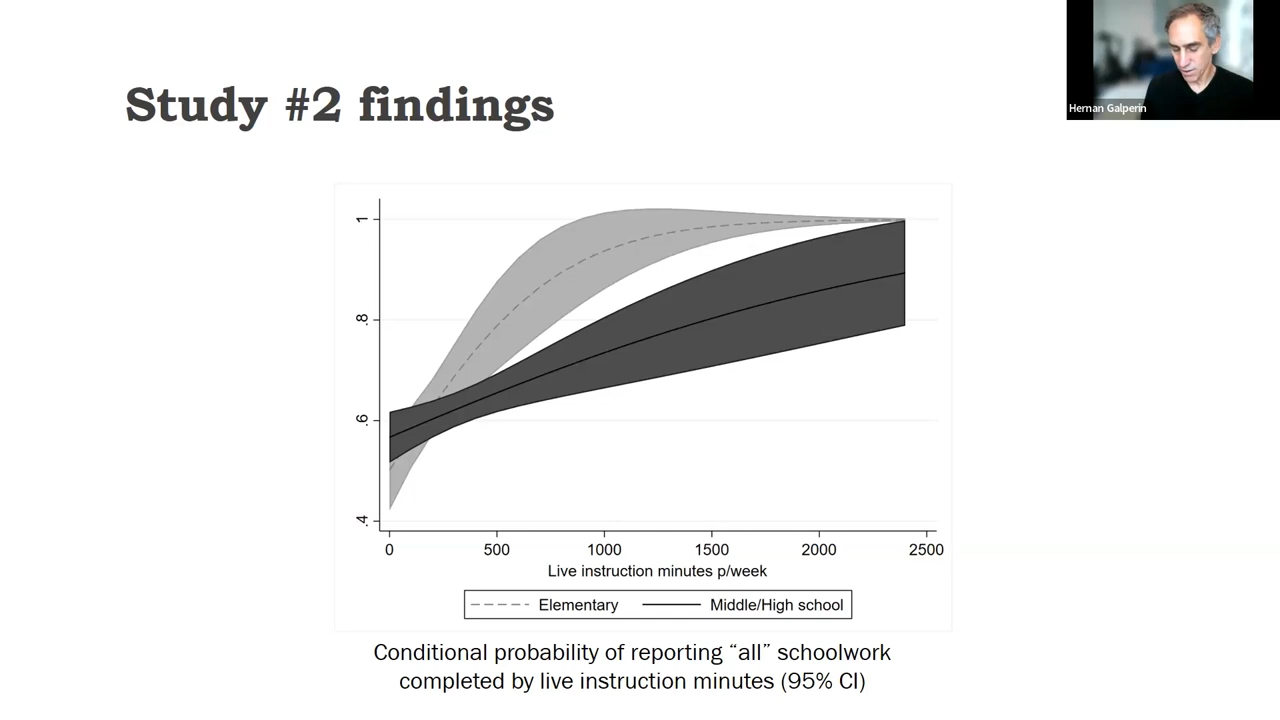 Study #2 findings
Hernan Galperin
1
.8
.6
.4
0 500 1000 1500 2000 2500
Live instruction minutes p/week
Elementary Middle/High school
Conditional probability of reporting “all” schoolwork
completed by live instruction minutes (95% CI)